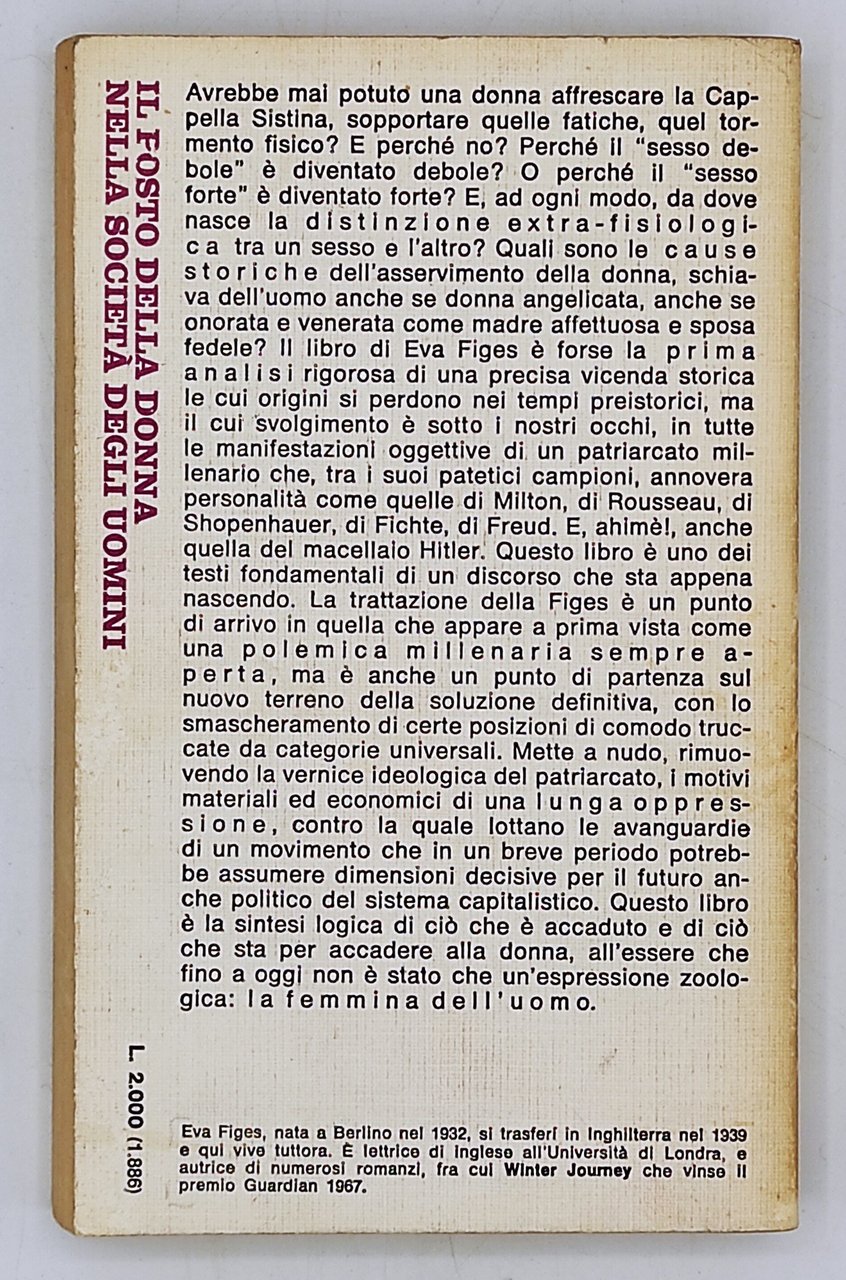 IL POSTO DELLA DONNA
NELLA SOCIETÀ DEGLI UOMINI
Avrebbe mai potuto una donna affrescare la Cap-
pella Sistina, sopportare quelle fatiche, quel tor-
mento fisico? E perché no? Perché il "sesso de-
bole" è diventato debole? O perché il "sesso
forte" è diventato forte? E, ad ogni modo, da dove
nasce la distinzione extra-fisiologi-
ca tra un sesso e l'altro? Quali sono le cause
storiche dell'asservimento della donna, schia-
va dell'uomo anche se donna angelicata, anche se
onorata e venerata come madre affettuosa e sposa
fedele? Il libro di Eva Figes è forse la prima
analisi rigorosa di una precisa vicenda storica
le cui origini si perdono nei tempi preistorici, ma
il cui svolgimento è sotto i nostri occhi, in tutte
le manifestazioni oggettive di un patriarcato mil-
lenario che, tra i suoi patetici campioni, annovera
personalità come quelle di Milton, di Rousseau, di
Shopenhauer, di Fichte, di Freud. E, ahimè!, anche
quella del macellaio Hitler. Questo libro è uno dei
testi fondamentali di un discorso che sta appena
nascendo. La trattazione della Figes è un punto
di arrivo in quella che appare a prima vista come
una polemica millenaria sempre a-
perta, ma è anche un punto di partenza sul
nuovo terreno della soluzione definitiva, con lo
smascheramento di certe posizioni di comodo truc-
cate da categorie universali. Mette a nudo, rimuo-
vendo la vernice ideologica del patriarcato, i motivi
materiali ed economici di una lunga oppres-
sione, contro la quale lottano le avanguardie
di un movimento che in un breve periodo potreb-
be assumere dimensioni decisive per il futuro an-
che politico del sistema capitalistico. Questo libro
è la sintesi logica di ciò che è accaduto e di ciò
che sta per accadere alla donna, all'essere che
fino a oggi non è stato che un'espressione zoolo-
gica: la femmina dell'uomo.
L. 2.000 (1.886)
Eva Figes, nata a Berlino nel 1932, si trasferì in Inghilterra nel 1939
e qui vive tuttora. È lettrice di inglese all'Università di Londra, e
autrice di numerosi romanzi, fra cui Winter Journey che vinse il
premio Guardian 1967.